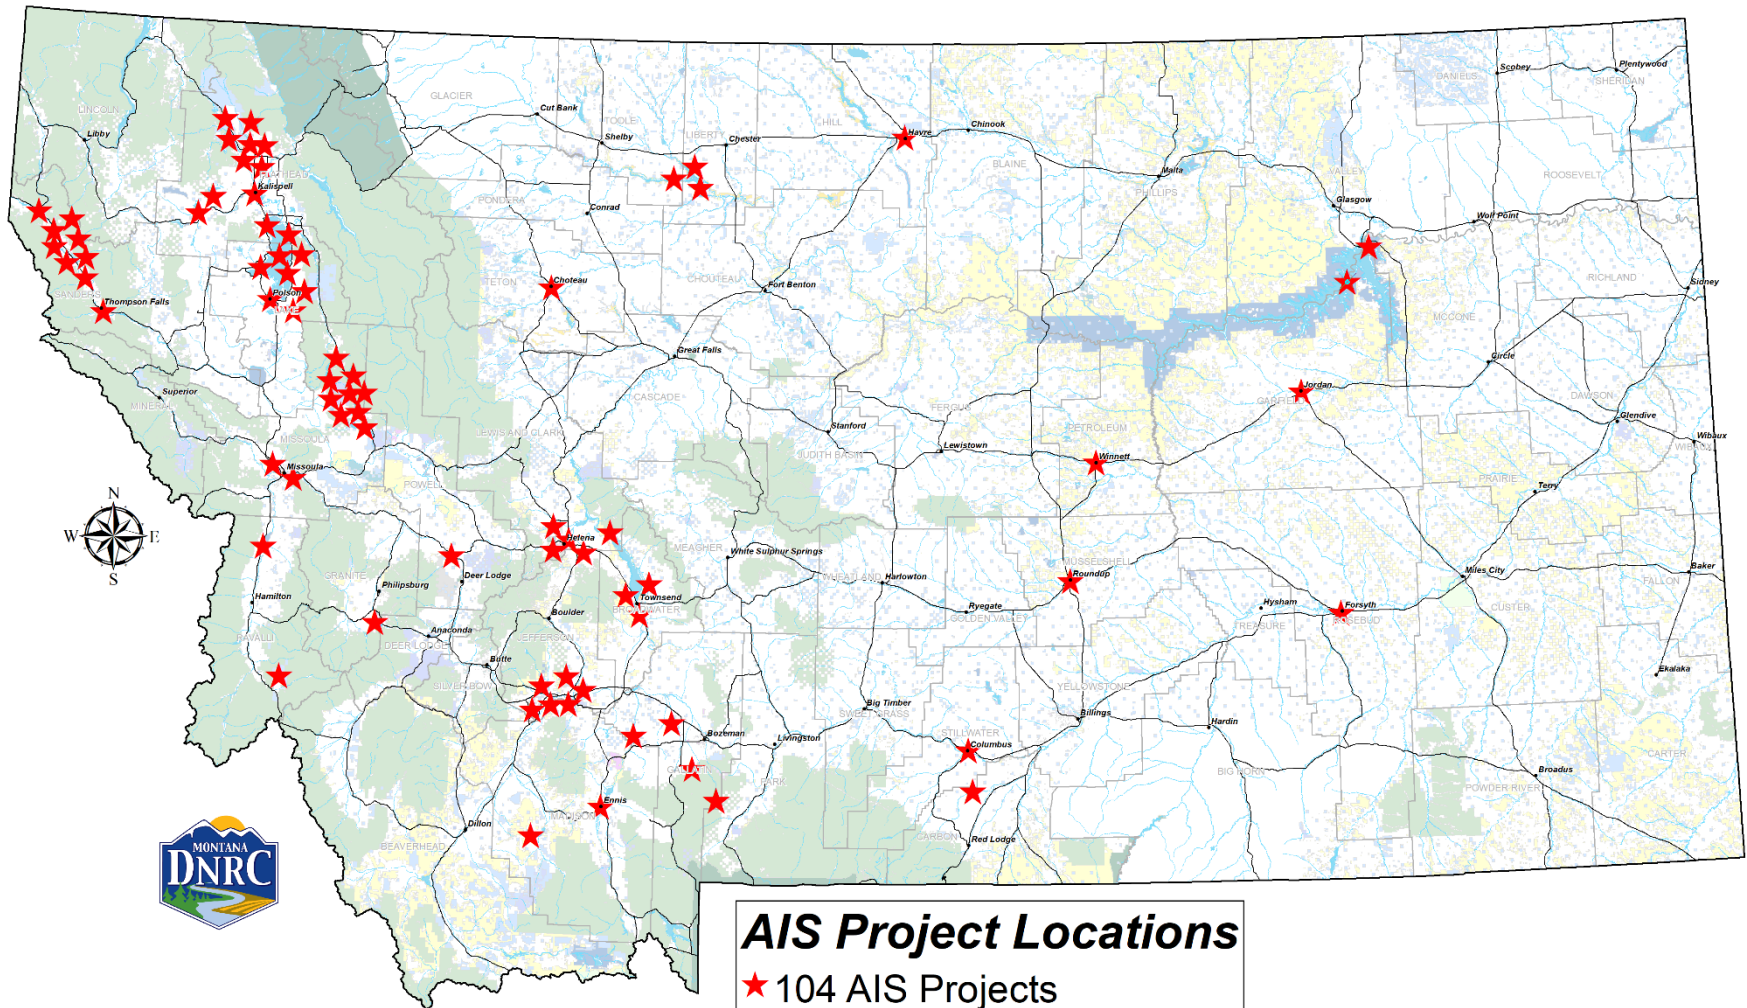 LINCOLN
Libby
FLATHEAD
Kalispell
GLACIER
Cut Bank
TOOLE
Shelby
LIBERTY
Chester
HILL
Havre
Chinook
BLAINE
Malta
PHILLIPS
VALLEY
Glasgow
DANIELS
Scobey
Plentywood
SHERIDAN
ROOSEVELT
Wolf Point
RICHLAND
Sidney
PONDERA
Conrad
TETON
Choteau
CHOUTEAU
Fort Benton
SANDERS
Thompson Falls
Polson
LAKE
Great Falls
CASCADE
MCCONE
Circle
Superior
MINERAL
MISSOULA
Missoula
LEWIS AND CLARK
POWELL
Stanford
JUDITH BASIN
FERGUS
Lewistown
PETROLEUM
Winnett
GARFIELD
Jordan
DAWSON
Glendive
Wibaux
WIBAUX
PRAIRIE
Terry
N
W
E
S
Helena
MEAGHER
White Sulphur Springs
WHEATLAND
Harlowton
MUSSELSHELL
Roundup
Ryegate
GOLDEN VALLEY
Hysham
TREASURE
Forsyth
ROSEBUD
Miles City
CUSTER
Baker
FALLON
Ekalaka
GRANITE
Philipsburg
Deer Lodge
Hamilton
RAVALLI
Anaconda
DEER LODGE
Boulder
JEFFERSON
Townsend
BROADWATER
Butte
SILVER BOW
Big Timber
SWEET GRASS
YELLOWSTONE
Billings
STILLWATER
Columbus
Hardin
BIG HORN
Bozeman
Livingston
GALLATIN
PARK
Ennis
MADISON
Dillon
BEAVERHEAD
CARBON
Red Lodge
Broadus
POWDER RIVER
CARTER
MONTANA
DNRC
AIS Project Locations
104 AIS Projects